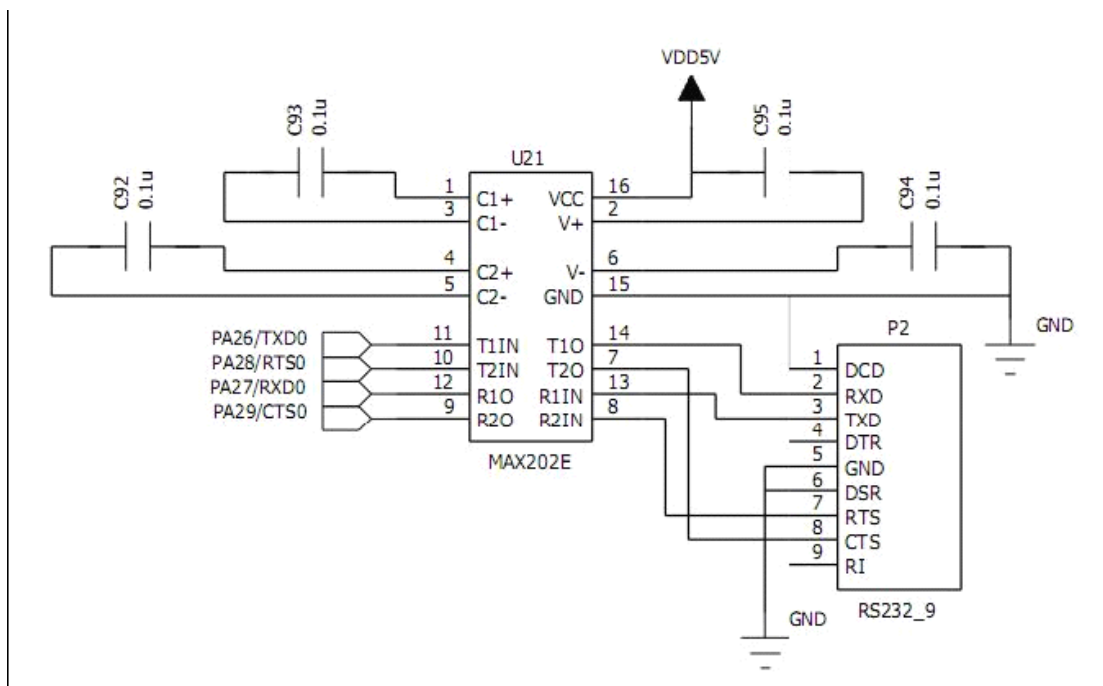 VDD5V
C93
0.1u
C95
0.1u
C92
0.1u
C94
0.1u
U21
1 C1+ VCC 16
3 C1- V+ 2
4 C2+ V- 6
5 C2- GND 15
PA26/TXD0 11 T1IN T1O 14
PA28/RTS0 10 T2IN T2O 7
PA27/RXD0 12 R1O R1IN 13
PA29/CTS0 9 R2O R2IN 8
MAX202E
GND
P2
1 DCD
2 RXD
3 TXD
4 DTR
5 GND
6 DSR
7 RTS
8 CTS
9 RI
RS232_9
GND